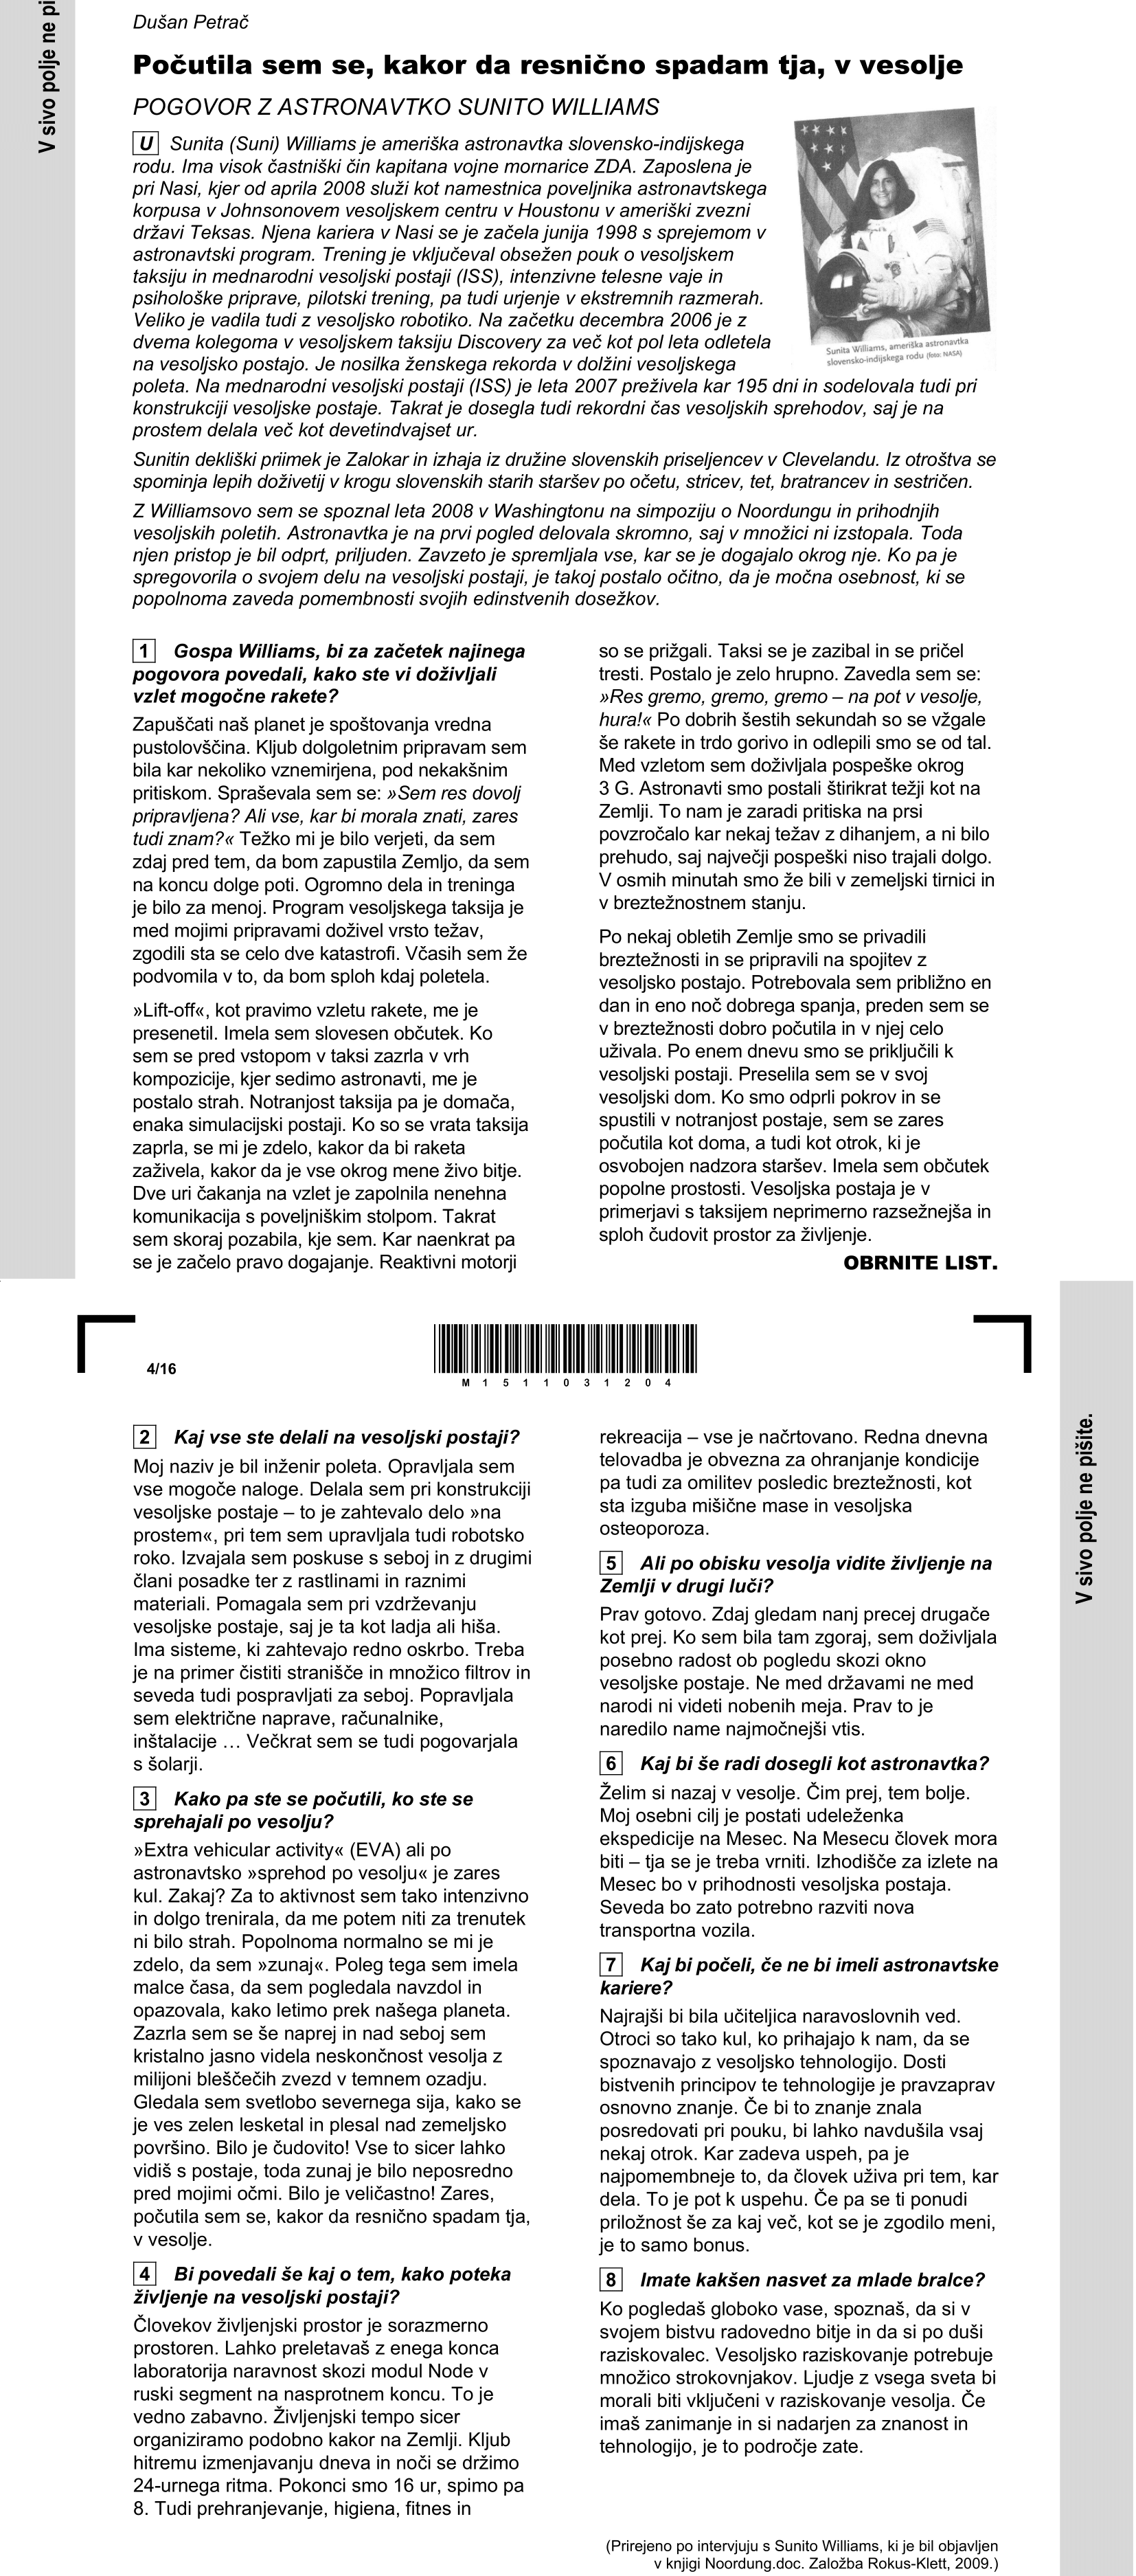 V sivo polje ne pi
Dušan Petrač
Počutila sem se, kakor da resnično spadam tja, v vesolje
POGOVOR Z ASTRONAVTKO SUNITO WILLIAMS
U Sunita (Suni) Williams je ameriška astronavtka slovensko-indijskega
rodu. Ima visok častniški čin kapitana vojne mornarice ZDA. Zaposlena je
pri Nasi, kjer od aprila 2008 služi kot namestnica poveljnika astronavtskega
korpusa v Johnsonovem vesoljskem centru v Houstonu v ameriški zvezni
državi Teksas. Njena kariera v Nasi se je začela junija 1998 s sprejemom v
astronavtski program. Trening je vključeval obsežen pouk o vesoljskem
taksiju in mednarodni vesoljski postaji (ISS), intenzivne telesne vaje in
psihološke priprave, pilotski trening, pa tudi urjenje v ekstremnih razmerah.
Veliko je vadila tudi z vesoljsko robotiko. Na začetku decembra 2006 je z
dvema kolegoma v vesoljskem taksiju Discovery za več kot pol leta odletela
na vesoljsko postajo. Je nosilka ženskega rekorda v dolžini vesoljskega
poleta. Na mednarodni vesoljski postaji (ISS) je leta 2007 preživela kar 195 dni in sodelovala tudi pri
konstrukciji vesoljske postaje. Takrat je dosegla tudi rekordni čas vesoljskih sprehodov, saj je na
prostem delala več kot devetindvajset ur.
Sunita Williams, ameriška astronavtka
slovensko-indijskega rodu (foto: NASA)
Sunitin dekliški priimek je Zalokar in izhaja iz družine slovenskih priseljencev v Clevelandu. Iz otroštva se
spominja lepih doživetij v krogu slovenskih starih staršev po očetu, stricev, tet, bratrancev in sestričen.
Z Williamsovo sem se spoznal leta 2008 v Washingtonu na simpoziju o Noordungu in prihodnjih
vesoljskih poletih. Astronavtka je na prvi pogled delovala skromno, saj v množici ni izstopala. Toda
njen pristop je bil odprt, priljuden. Zavzeto je spremljala vse, kar se je dogajalo okrog nje. Ko pa je
spregovorila o svojem delu na vesoljski postaji, je takoj postalo očitno, da je močna osebnost, ki se
popolnoma zaveda pomembnosti svojih edinstvenih dosežkov.
1 Gospa Williams, bi za začetek najinega
pogovora povedali, kako ste vi doživljali
vzlet mogočne rakete?
Zapuščati naš planet je spoštovanja vredna
pustolovščina. Kljub dolgoletnim pripravam sem
bila kar nekoliko vznemirjena, pod nekakšnim
pritiskom. Spraševala sem se: »Sem res dovolj
pripravljena? Ali vse, kar bi morala znati, zares
tudi znam?« Težko mi je bilo verjeti, da sem
zdaj pred tem, da bom zapustila Zemljo, da sem
na koncu dolge poti. Ogromno dela in treninga
je bilo za menoj. Program vesoljskega taksija je
med mojimi pripravami doživel vrsto težav,
zgodili sta se celo dve katastrofi. Včasih sem že
podvomila v to, da bom sploh kdaj poletela.
»Lift-off«, kot pravimo vzletu rakete, me je
presenetil. Imela sem slovesen občutek. Ko
sem se pred vstopom v taksi zazrla v vrh
kompozicije, kjer sedimo astronavti, me je
postalo strah. Notranjost taksija pa je domača,
enaka simulacijski postaji. Ko so se vrata taksija
zaprla, se mi je zdelo, kakor da bi raketa
zaživela, kakor da je vse okrog mene živo bitje.
Dve uri čakanja na vzlet je zapolnila nenehna
komunikacija s poveljniškim stolpom. Takrat
sem skoraj pozabila, kje sem. Kar naenkrat pa
se je začelo pravo dogajanje. Reaktivni motorji
so se prižgali. Taksi se je zazibal in se pričel
tresti. Postalo je zelo hrupno. Zavedla sem se:
»Res gremo, gremo, gremo – na pot v vesolje,
hura!« Po dobrih šestih sekundah so se vžgale
še rakete in trdo gorivo in odlepili smo se od tal.
Med vzletom sem doživljala pospeške okrog
3 G. Astronavti smo postali štirikrat težji kot na
Zemlji. To nam je zaradi pritiska na prsi
povzročalo kar nekaj težav z dihanjem, a ni bilo
prehudo, saj največji pospeški niso trajali dolgo.
V osmih minutah smo že bili v zemeljski tirnici in
v breztežnostnem stanju.
Po nekaj obletih Zemlje smo se privadili
breztežnosti in se pripravili na spojitev z
vesoljsko postajo. Potrebovala sem približno en
dan in eno noč dobrega spanja, preden sem se
v breztežnosti dobro počutila in v njej celo
uživala. Po enem dnevu smo se priključili k
vesoljski postaji. Preselila sem se v svoj
vesoljski dom. Ko smo odprli pokrov in se
spustili v notranjost postaje, sem se zares
počutila kot doma, a tudi kot otrok, ki je
osvobojen nadzora staršev. Imela sem občutek
popolne prostosti. Vesoljska postaja je v
primerjavi s taksijem neprimerno razsežnejša in
sploh čudovit prostor za življenje.
OBRNITE LIST.
4/16
M 1 5 1 1 0 3 1 2 0 4
V sivo polje ne pišite.
2 Kaj vse ste delali na vesoljski postaji?
Moj naziv je bil inženir poleta. Opravljala sem
vse mogoče naloge. Delala sem pri konstrukciji
vesoljske postaje – to je zahtevalo delo »na
prostem«, pri tem sem upravljala tudi robotsko
roko. Izvajala sem poskuse s seboj in z drugimi
člani posadke ter z rastlinami in raznimi
materiali. Pomagala sem pri vzdrževanju
vesoljske postaje, saj je ta kot ladja ali hiša.
Ima sisteme, ki zahtevajo redno oskrbo. Treba
je na primer čistiti stranišče in množico filtrov in
seveda tudi pospravljati za seboj. Popravljala
sem električne naprave, računalnike,
inštalacije … Večkrat sem se tudi pogovarjala
s šolarji.
3 Kako pa ste se počutili, ko ste se
sprehajali po vesolju?
»Extra vehicular activity« (EVA) ali po
astronavtsko »sprehod po vesolju« je zares
kul. Zakaj? Za to aktivnost sem tako intenzivno
in dolgo trenirala, da me potem niti za trenutek
ni bilo strah. Popolnoma normalno se mi je
zdelo, da sem »zunaj«. Poleg tega sem imela
malce časa, da sem pogledala navzdol in
opazovala, kako letimo prek našega planeta.
Zazrla sem se še naprej in nad seboj sem
kristalno jasno videla neskončnost vesolja z
milijoni bleščečih zvezd v temnem ozadju.
Gledala sem svetlobo severnega sija, kako se
je ves zelen lesketal in plesal nad zemeljsko
površino. Bilo je čudovito! Vse to sicer lahko
vidiš s postaje, toda zunaj je bilo neposredno
pred mojimi očmi. Bilo je veličastno! Zares,
počutila sem se, kakor da resnično spadam tja,
v vesolje.
4 Bi povedali še kaj o tem, kako poteka
življenje na vesoljski postaji?
Človekov življenjski prostor je sorazmerno
prostoren. Lahko preletavaš z enega konca
laboratorija naravnost skozi modul Node v
ruski segment na nasprotnem koncu. To je
vedno zabavno. Življenjski tempo sicer
organiziramo podobno kakor na Zemlji. Kljub
hitremu izmenjavanju dneva in noči se držimo
24-urnega ritma. Pokonci smo 16 ur, spimo pa
8. Tudi prehranjevanje, higiena, fitnes in
rekreacija – vse je načrtovano. Redna dnevna
telovadba je obvezna za ohranjanje kondicije
pa tudi za omilitev posledic breztežnosti, kot
sta izguba mišične mase in vesoljska
osteoporoza.
5 Ali po obisku vesolja vidite življenje na
Zemlji v drugi luči?
Prav gotovo. Zdaj gledam nanj precej drugače
kot prej. Ko sem bila tam zgoraj, sem doživljala
posebno radost ob pogledu skozi okno
vesoljske postaje. Ne med državami ne med
narodi ni videti nobenih meja. Prav to je
naredilo name najmočnejši vtis.
6 Kaj bi še radi dosegli kot astronavtka?
Želim si nazaj v vesolje. Čim prej, tem bolje.
Moj osebni cilj je postati udeleženka
ekspedicije na Mesec. Na Mesecu človek mora
biti – tja se je treba vrniti. Izhodišče za izlete na
Mesec bo v prihodnosti vesoljska postaja.
Seveda bo zato potrebno razviti nova
transportna vozila.
7 Kaj bi počeli, če ne bi imeli astronavtske
kariere?
Najrajši bi bila učiteljica naravoslovnih ved.
Otroci so tako kul, ko prihajajo k nam, da se
spoznavajo z vesoljsko tehnologijo. Dosti
bistvenih principov te tehnologije je pravzaprav
osnovno znanje. Če bi to znanje znala
posredovati pri pouku, bi lahko navdušila vsaj
nekaj otrok. Kar zadeva uspeh, pa je
najpomembneje to, da človek uživa pri tem, kar
dela. To je pot k uspehu. Če pa se ti ponudi
priložnost še za kaj več, kot se je zgodilo meni,
je to samo bonus.
8 Imate kakšen nasvet za mlade bralce?
Ko pogledaš globoko vase, spoznaš, da si v
svojem bistvu radovedno bitje in da si po duši
raziskovalec. Vesoljsko raziskovanje potrebuje
množico strokovnjakov. Ljudje z vsega sveta bi
morali biti vključeni v raziskovanje vesolja. Če
imaš zanimanje in si nadarjen za znanost in
tehnologijo, je to področje zate.
(Prirejeno po intervjuju s Sunito Williams, ki je bil objavljen
v knjigi Noordung.doc. Založba Rokus-Klett, 2009.)